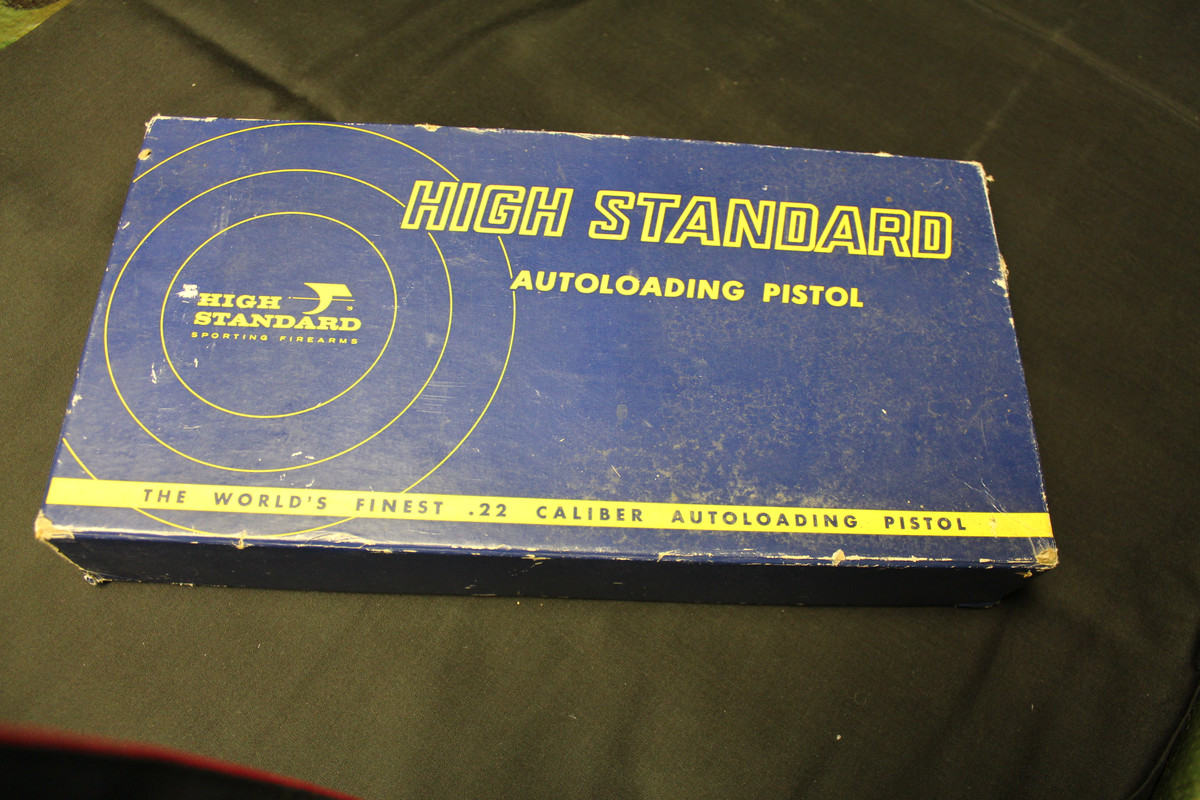 HIGH STANDARD
AUTOLOADING PISTOL
HIGH
STANDARD
SPORTING FIREARMS
THE WORLD'S FINEST .22 CALIBER AUTOLOADING PISTOL